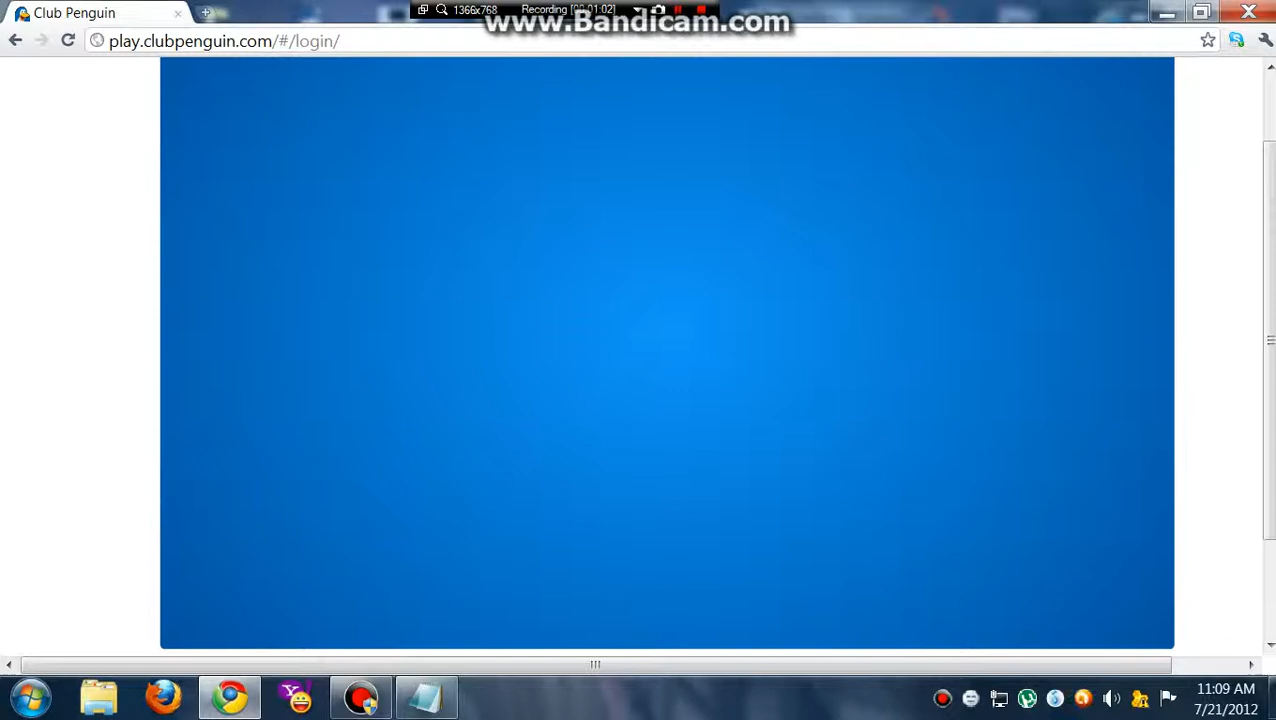 Club Penguin
1366x768
Recording [00:01:02]
www.Bandicam.com
play.clubpenguin.com/#/login/
11:09 AM
7/21/2012